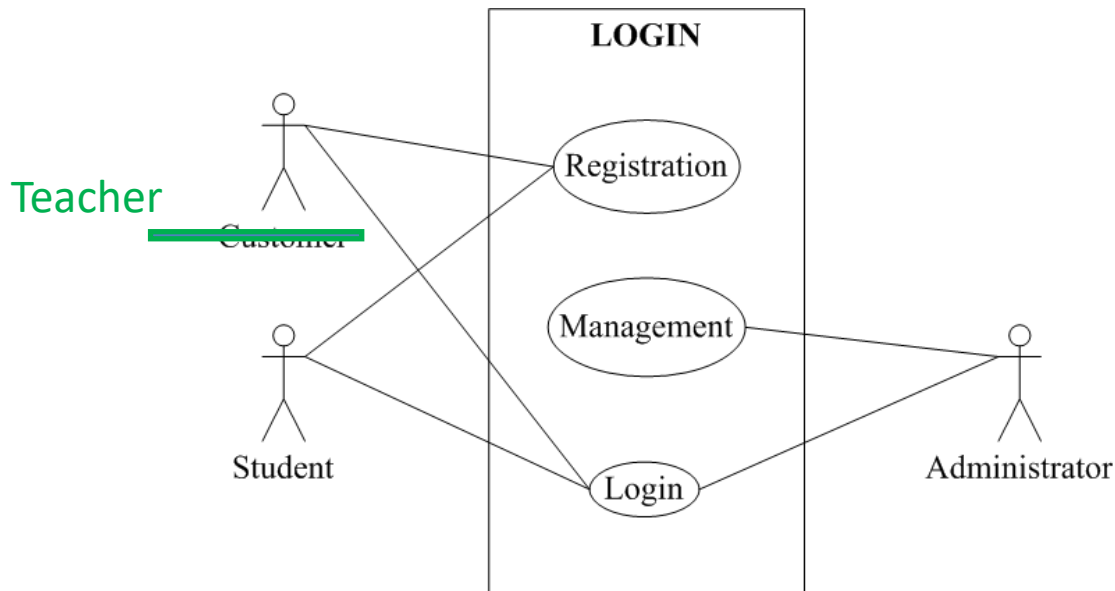 LOGIN
Registration
Teacher
Customer
Management
Student
Login
Administrator